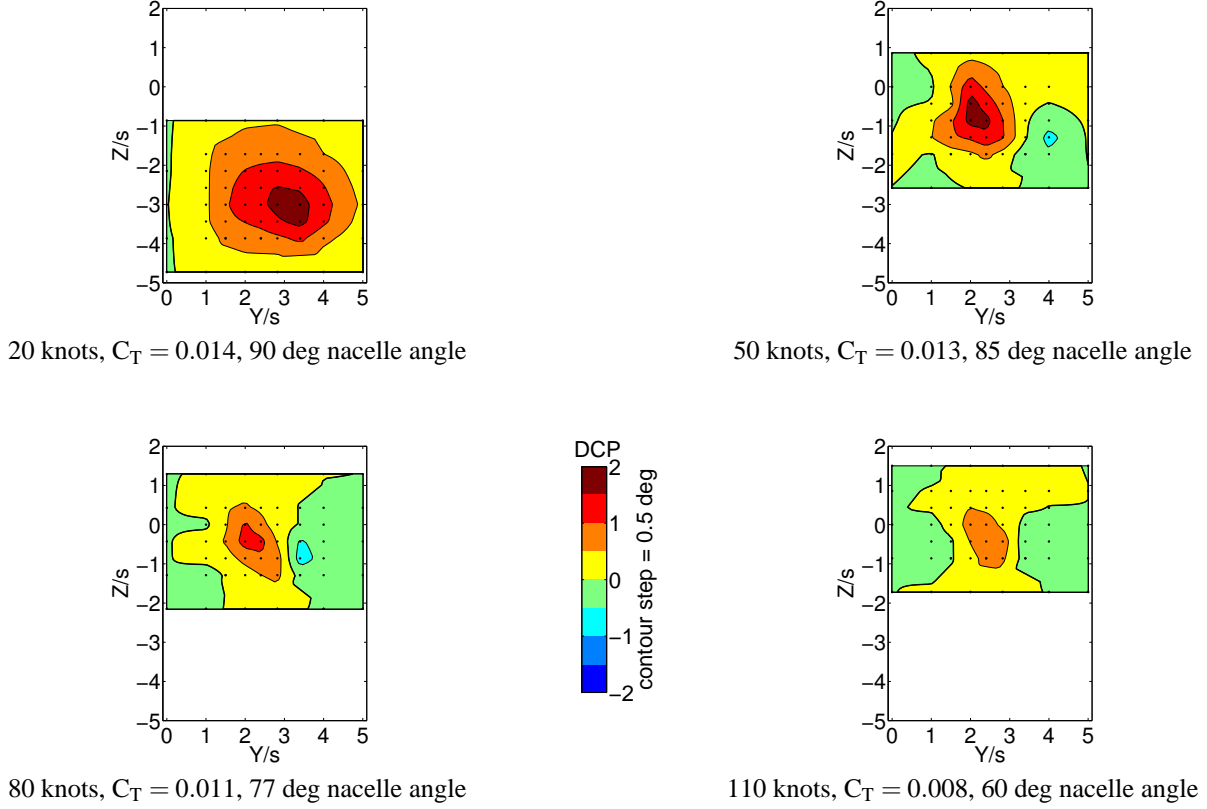 2
1
0
−1
−2
−3
−4
−5
Z/s
0 1 2 3 4 5
Y/s
20 knots, C_T = 0.014, 90 deg nacelle angle
2
1
0
−1
−2
−3
−4
−5
Z/s
0 1 2 3 4 5
Y/s
50 knots, C_T = 0.013, 85 deg nacelle angle
2
1
0
−1
−2
−3
−4
−5
Z/s
0 1 2 3 4 5
Y/s
80 knots, C_T = 0.011, 77 deg nacelle angle
DCP
2
1
0
−1
−2
contour step = 0.5 deg
2
1
0
−1
−2
−3
−4
−5
Z/s
0 1 2 3 4 5
Y/s
110 knots, C_T = 0.008, 60 deg nacelle angle